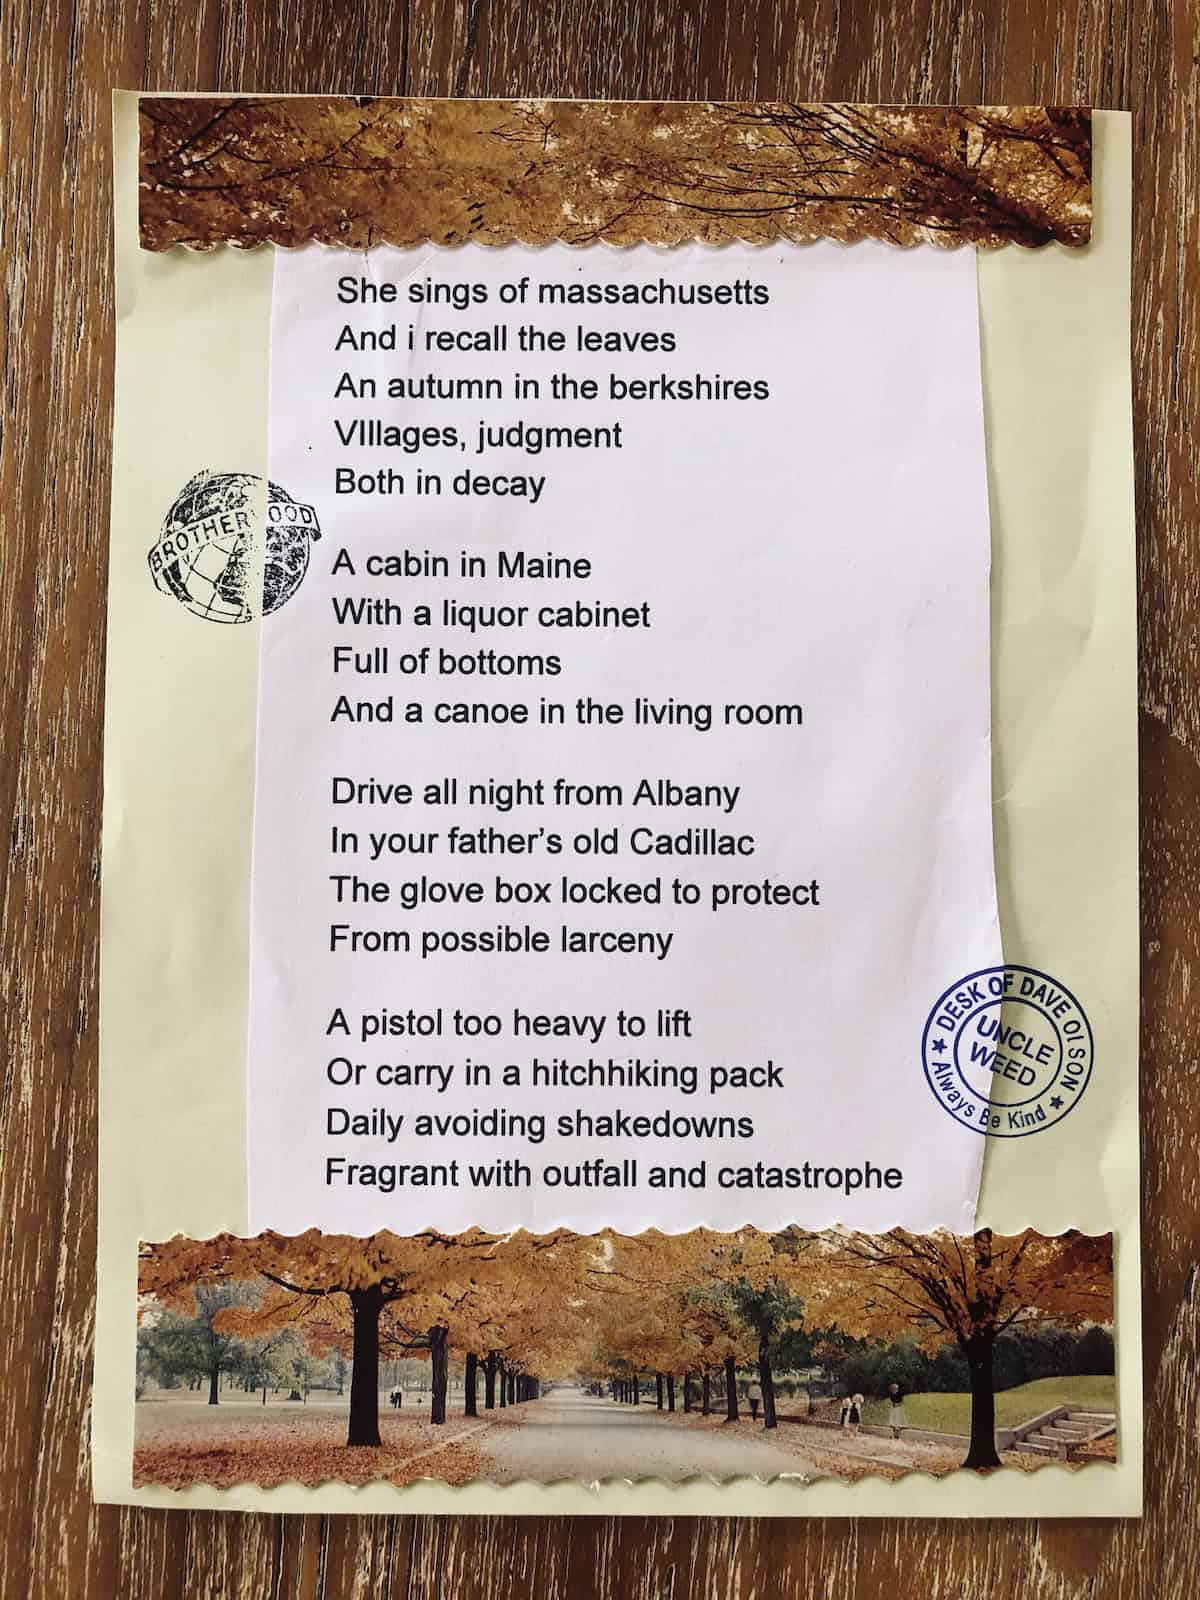 She sings of massachusetts
And i recall the leaves
An autumn in the berkshires
VIllages, judgment
Both in decay
BROTHERHOOD
A cabin in Maine
With a liquor cabinet
Full of bottoms
And a canoe in the living room
Drive all night from Albany
In your father’s old Cadillac
The glove box locked to protect
From possible larceny
A pistol too heavy to lift
Or carry in a hitchhiking pack
Daily avoiding shakedowns
Fragrant with outfall and catastrophe
DESK OF DAVE OlSON
UNCLE
WEED
Always Be Kind